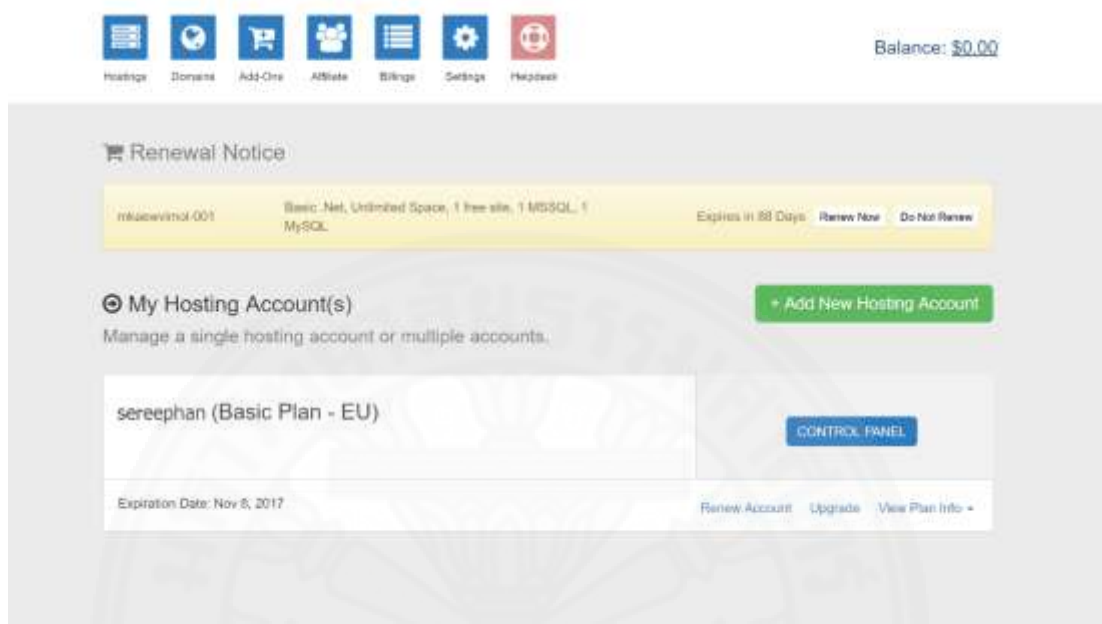 Balance: $0.00
Hostings Domains Add-Ons Affiliate Billings Settings Helpdesk
Renewal Notice
Basic .Net, Unlimited Space, 1 free site, 1 MSSQL, 1
MySQL
Expires in 88 Days Renew Now Do Not Renew
My Hosting Account(s)
+ Add New Hosting Account
Manage a single hosting account or multiple accounts.
sereephan (Basic Plan - EU)
CONTROL PANEL
Expiration Date: Nov 8, 2017
Renew Account Upgrade View Plan Info